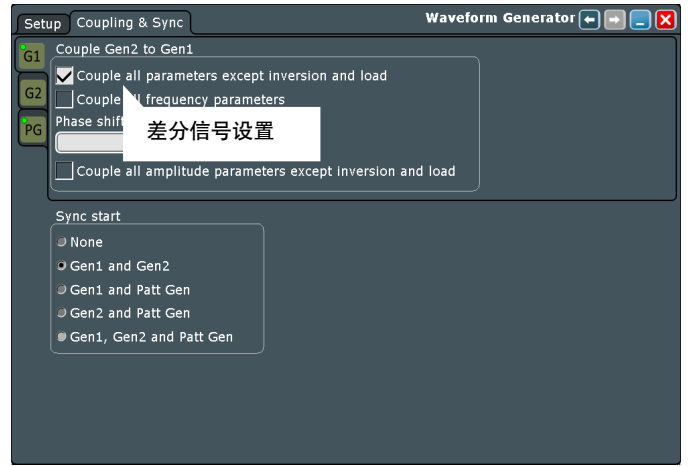 Setup
Coupling & Sync
Waveform Generator
G1
G2
PG
Couple Gen2 to Gen1
Couple all parameters except inversion and load
Couple all frequency parameters
Phase shift
差分信号设置
Couple all amplitude parameters except inversion and load
Sync start
None
Gen1 and Gen2
Gen1 and Patt Gen
Gen2 and Patt Gen
Gen1, Gen2 and Patt Gen